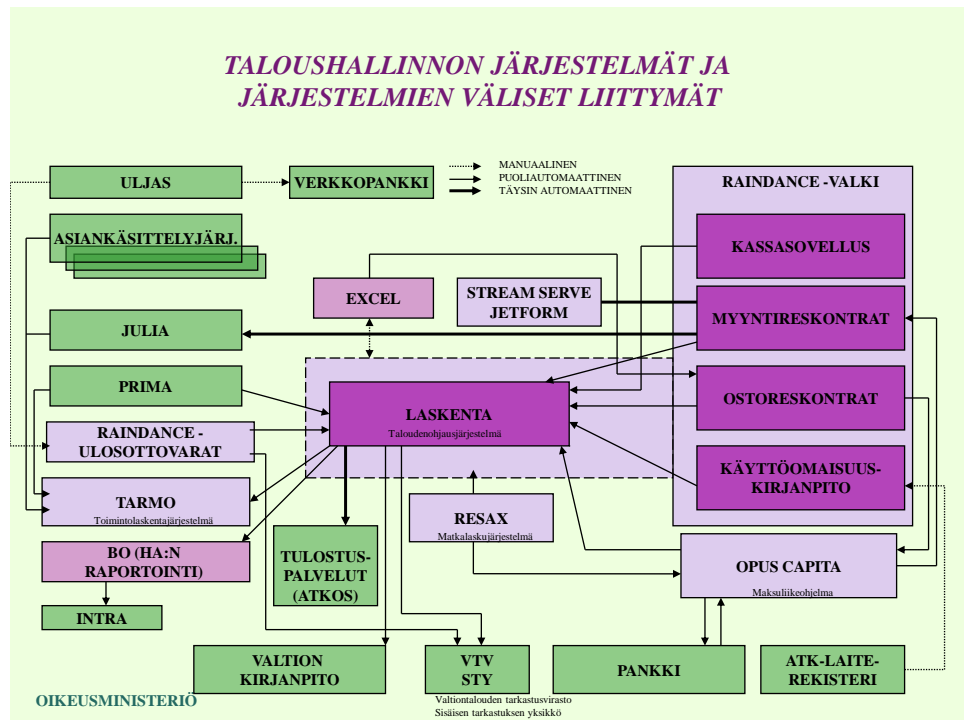 TALOUSHALLINNON JÄRJESTELMÄT JA
JÄRJESTELMIEN VÄLISET LIITTYMÄT
MANUAALINEN
PUOLIAUTOMAATTINEN
TÄYSIN AUTOMAATTINEN
ULJAS
VERKKOPANKKI
RAINDANCE -VALKI
ASIANKÄSITTELYJÄRJ.
KASSASOVELLUS
EXCEL
STREAM SERVE
JETFORM
MYYNTIRESKONTRAT
JULIA
PRIMA
LASKENTA
Taloudenohjausjärjestelmä
OSTORESKONTRAT
RAINDANCE -
ULOSOTTOVARAT
KÄYTTÖOMAISUUS-
KIRJANPITO
TARMO
Toimintolaskentajärjestelmä
RESAX
Matkalaskujärjestelmä
BO (HA:N
RAPORTOINTI)
TULOSTUS-
PALVELUT
(ATKOS)
OPUS CAPITA
Maksuliikeohjelma
INTRA
VALTION
KIRJANPITO
VTV
STY
PANKKI
ATK-LAITE-
REKISTERI
OIKEUSMINISTERIÖ
Valtiontalouden tarkastusvirasto
Sisäisen tarkastuksen yksikkö